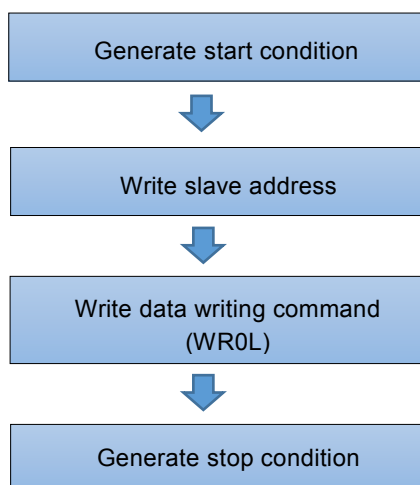 Generate start condition
Write slave address
Write data writing command
(WR0L)
Generate stop condition